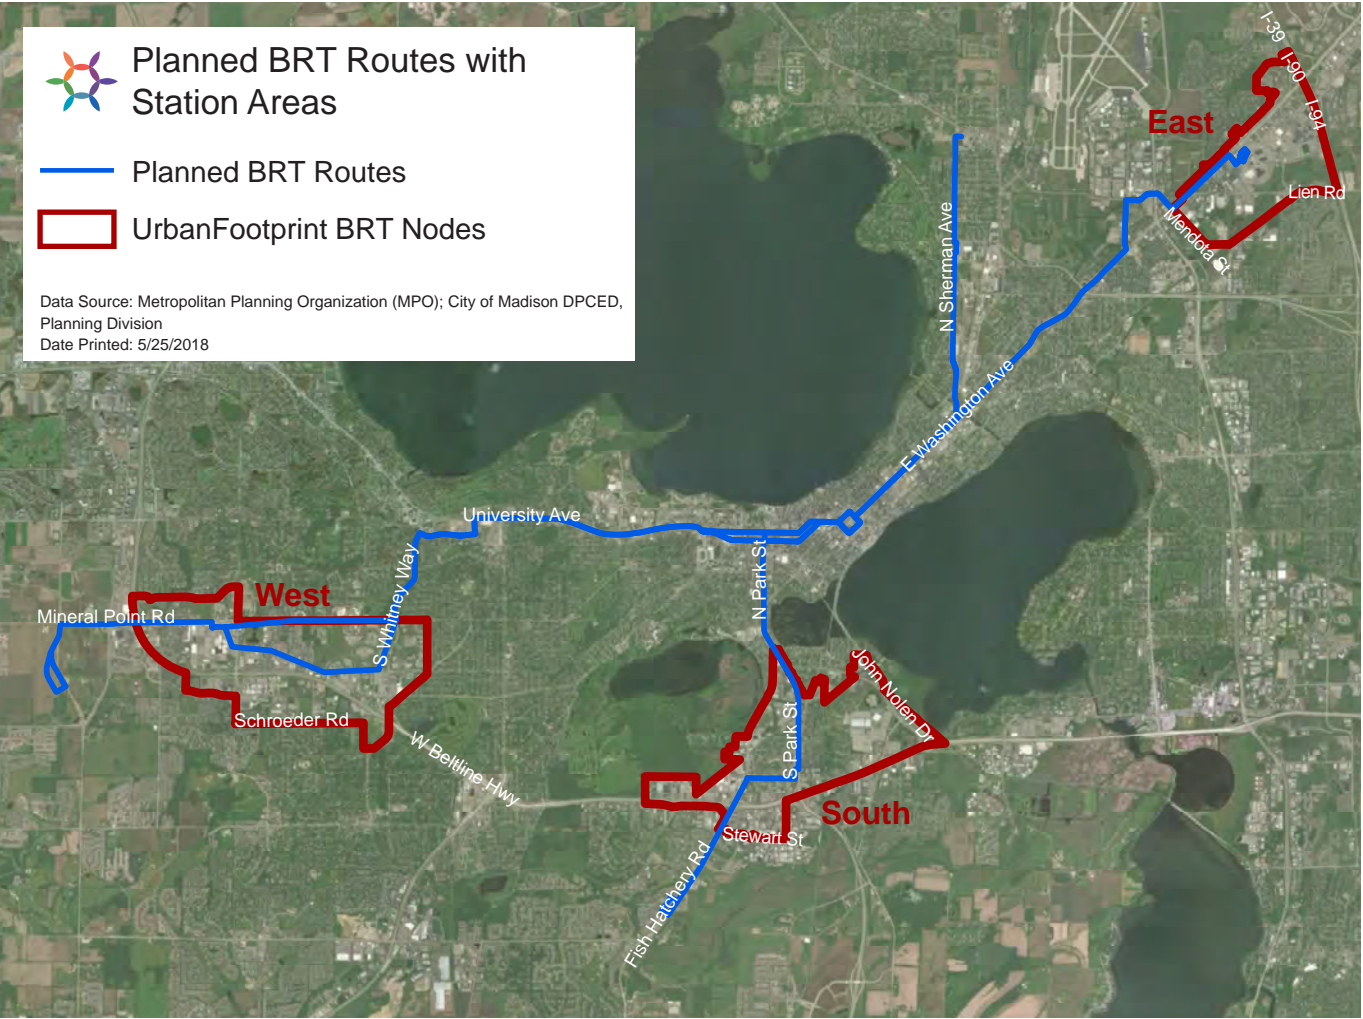 Planned BRT Routes with
Station Areas
Planned BRT Routes
UrbanFootprint BRT Nodes
Data Source: Metropolitan Planning Organization (MPO); City of Madison DPCED,
Planning Division
Date Printed: 5/25/2018
I-39
I-90
I-94
East
Lien Rd
Mendota St
N Sherman Ave
E Washington Ave
University Ave
N Park St
S Whitney Way
West
Mineral Point Rd
Schroeder Rd
W Beltline Hwy
John Nolen Dr
S Park St
South
Stewart St
Fish Hatchery Rd